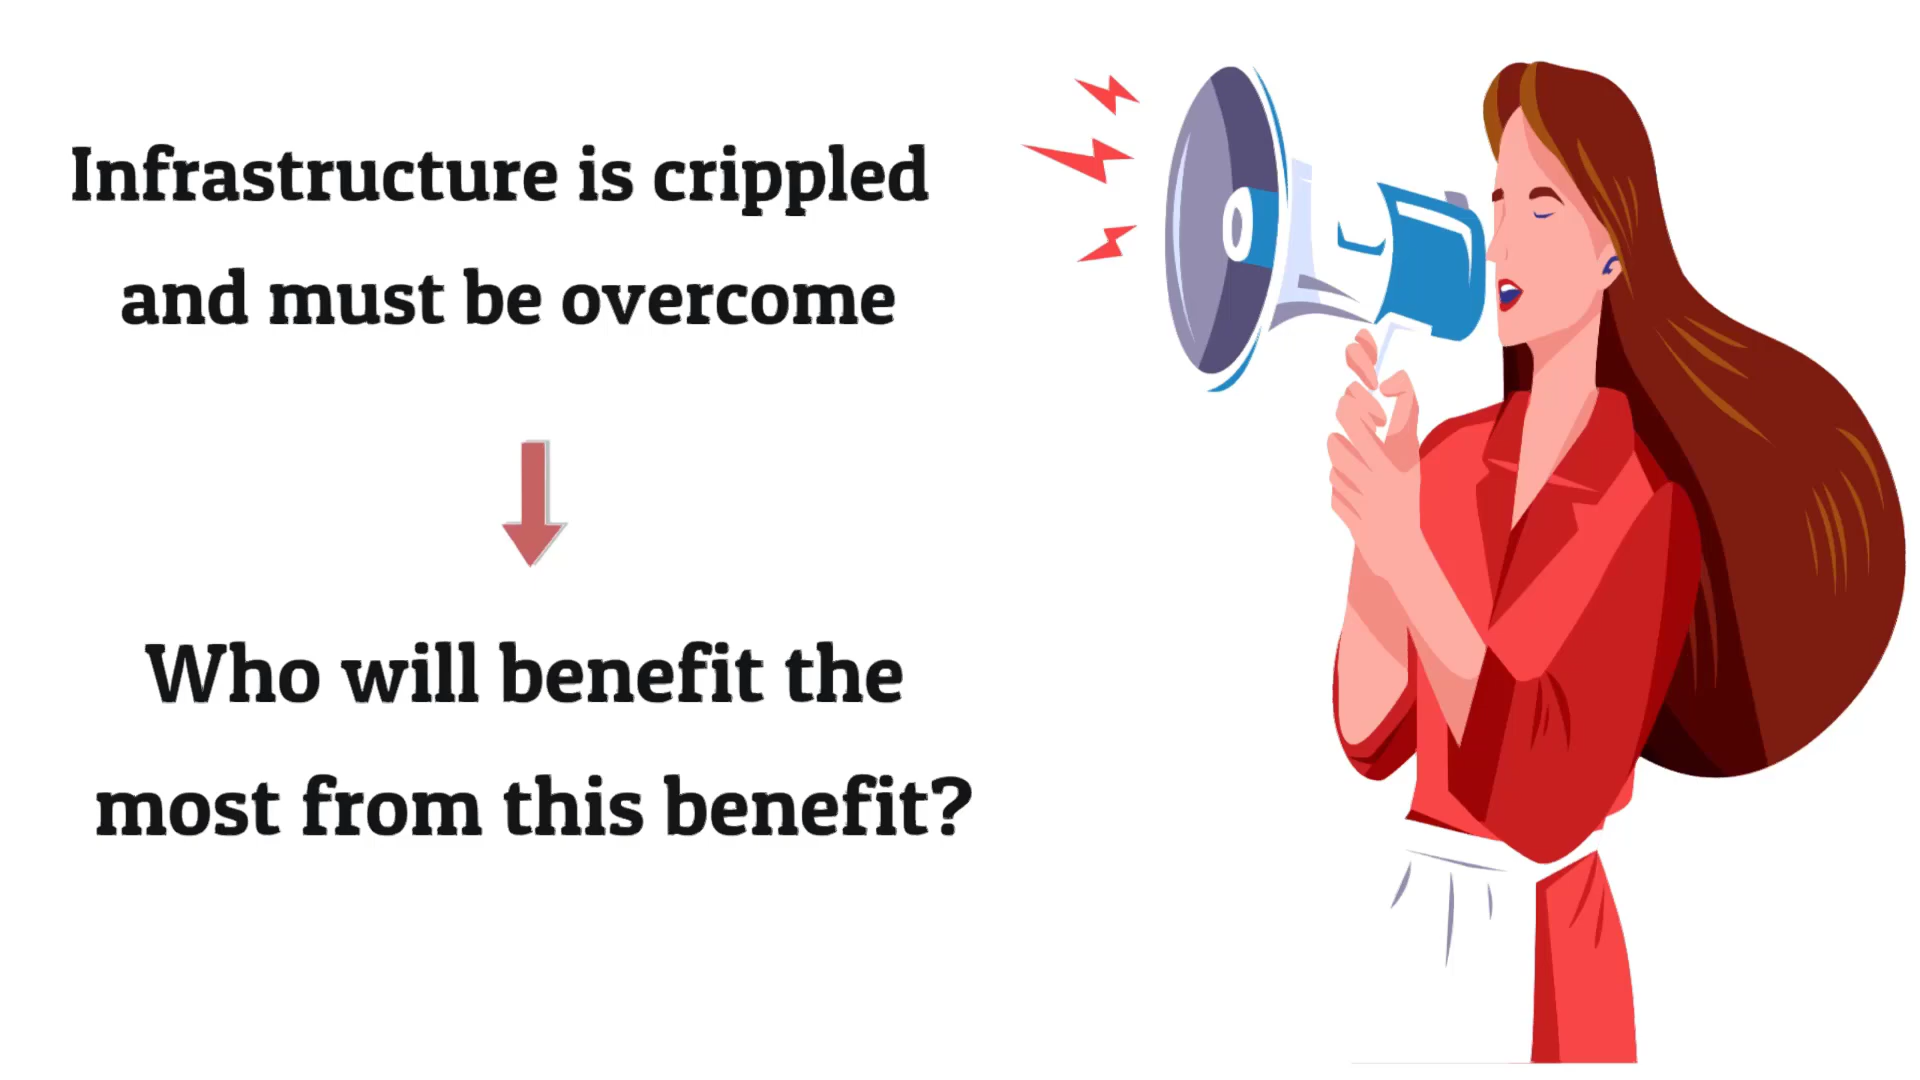 Infrastructure is crippled
and must be overcome
Who will benefit the
most from this benefit?